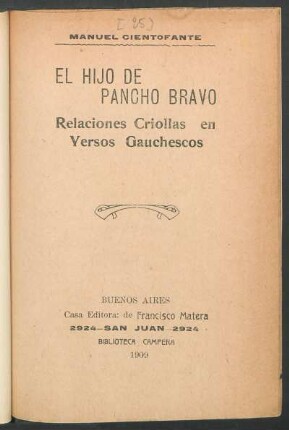 [25]
MANUEL CIENTOFANTE
EL HIJO DE
PANCHO BRAVO
Relaciones Criollas en
Versos Gauchescos
BUENOS AIRES
Casa Editora: de Francisco Matera
2924-SAN JUAN 2924
BIBLIOTECA CAMPERA
1909